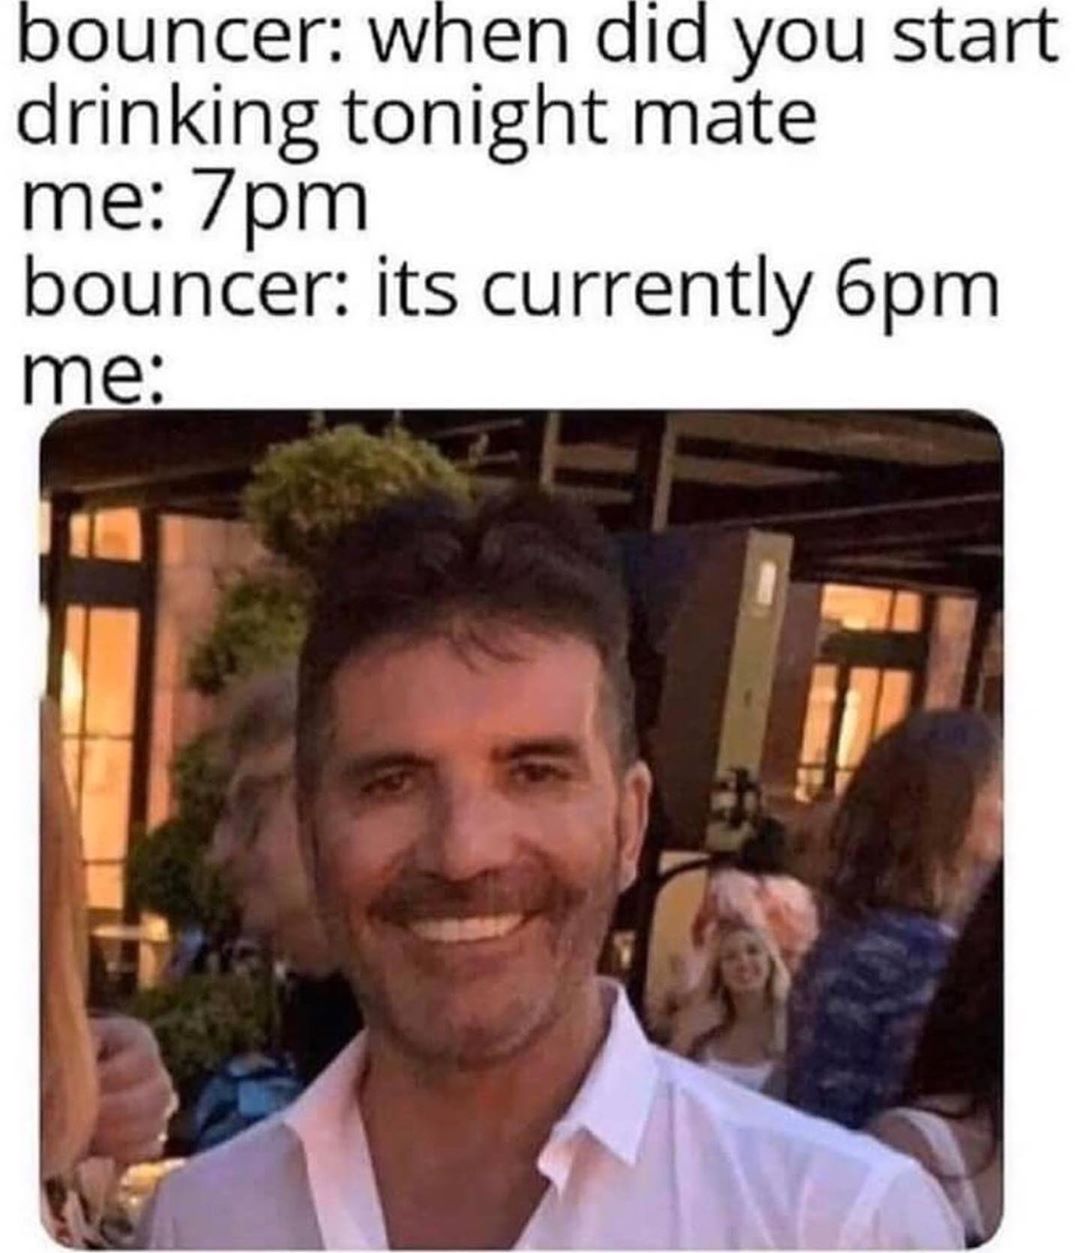 bouncer: when did you start
drinking tonight mate
me: 7pm
bouncer: its currently 6pm
me: